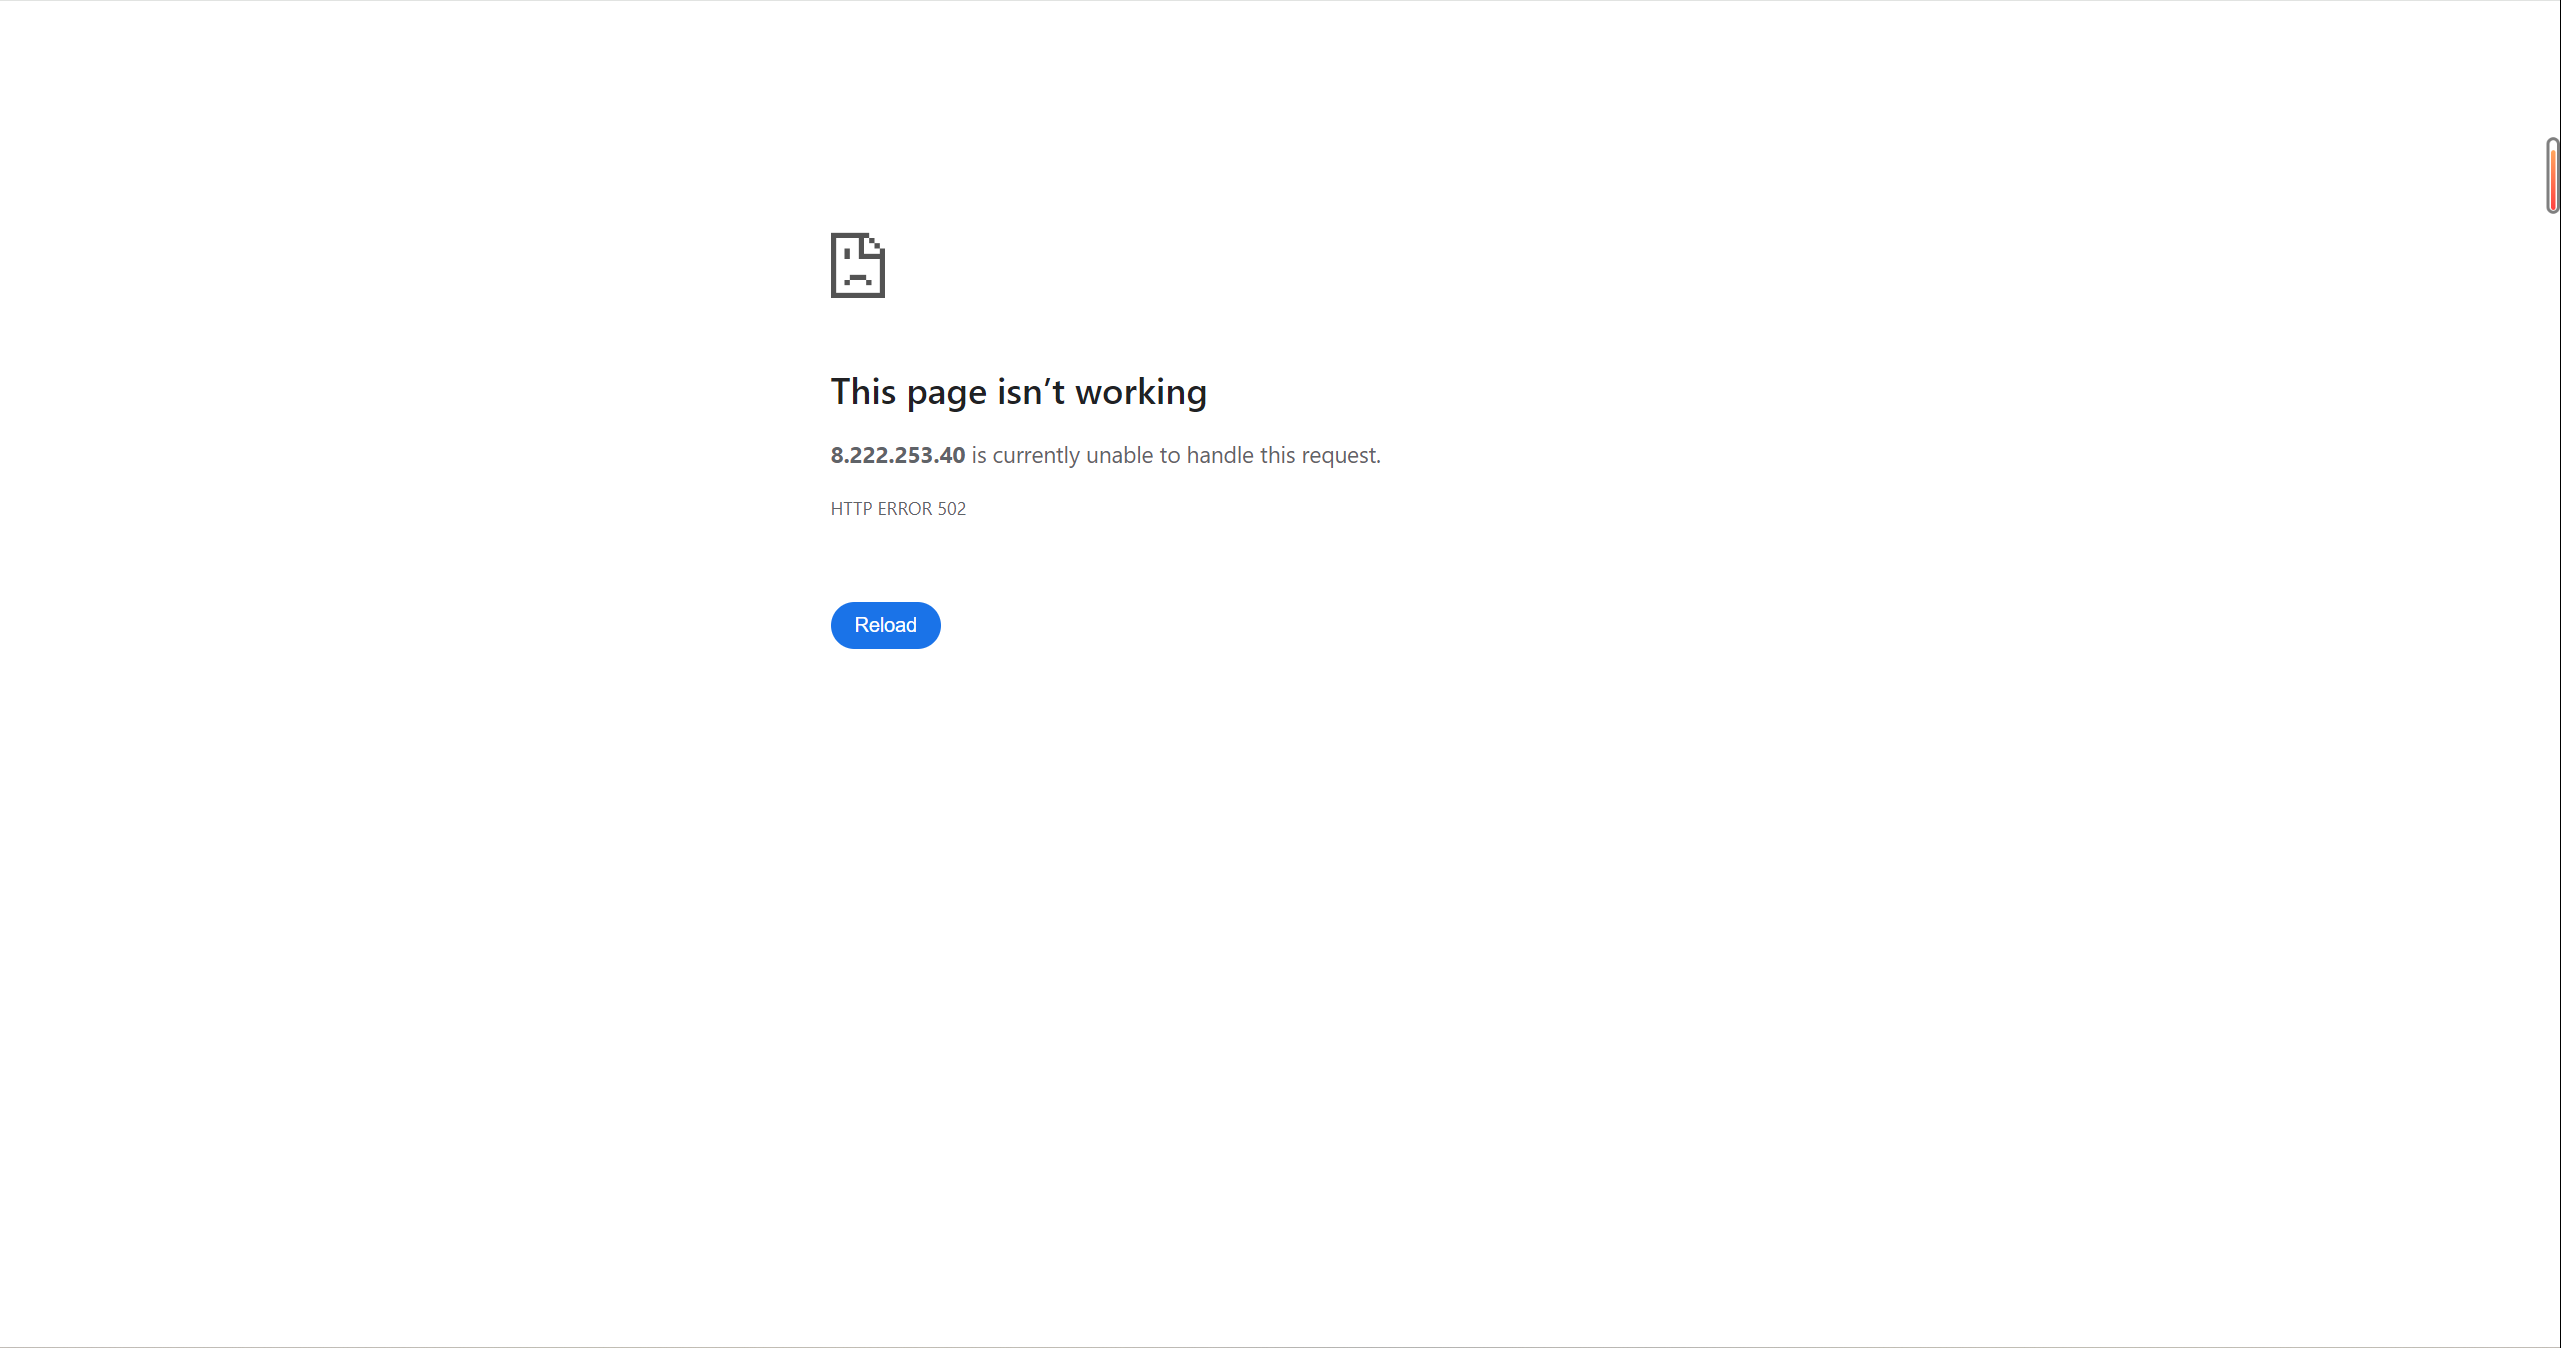 This page isn’t working
8.222.253.40 is currently unable to handle this request.
HTTP ERROR 502
Reload